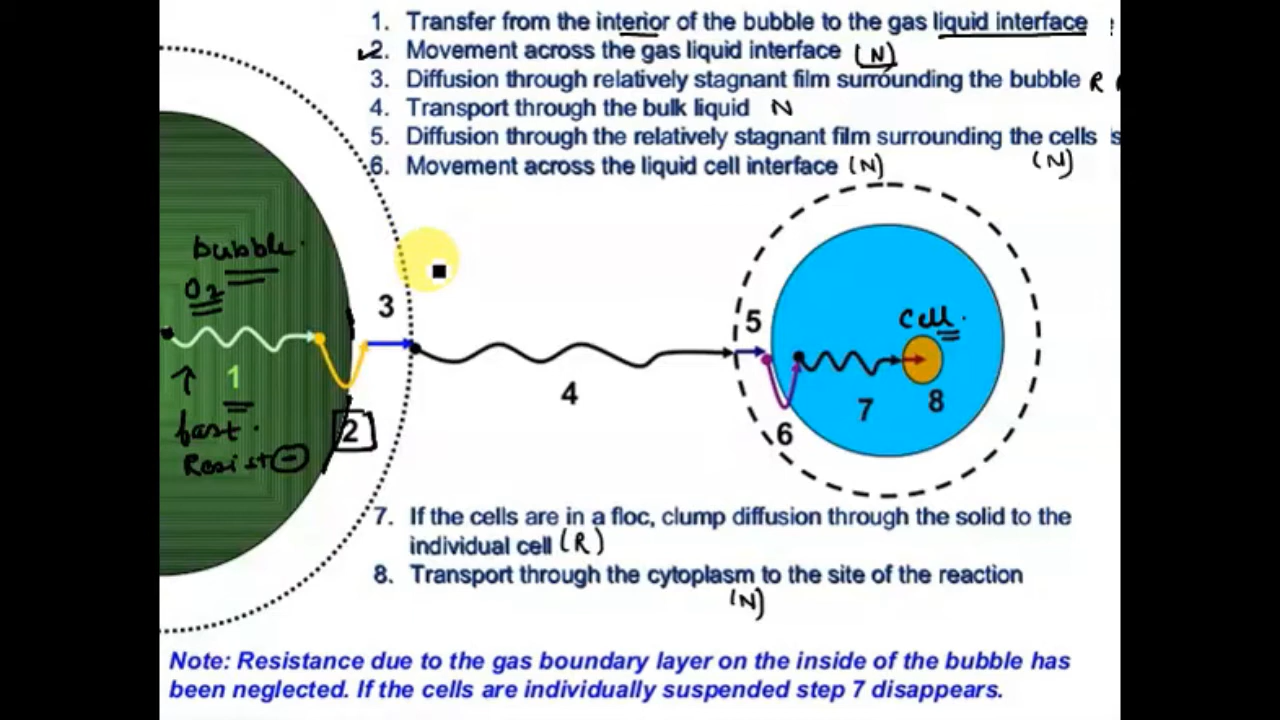 1. Transfer from the interior of the bubble to the gas liquid interface
2. Movement across the gas liquid interface (N)
3. Diffusion through relatively stagnant film surrounding the bubble R
4. Transport through the bulk liquid N
5. Diffusion through the relatively stagnant film surrounding the cells is
6. Movement across the liquid cell interface (N) (N)
bubble.
O2
3
5
Cell.
1
4
7
8
fast.
2
6
Resist -
7. If the cells are in a floc, clump diffusion through the solid to the
individual cell (R)
8. Transport through the cytoplasm to the site of the reaction
(N)
Note: Resistance due to the gas boundary layer on the inside of the bubble has
been neglected. If the cells are individually suspended step 7 disappears.